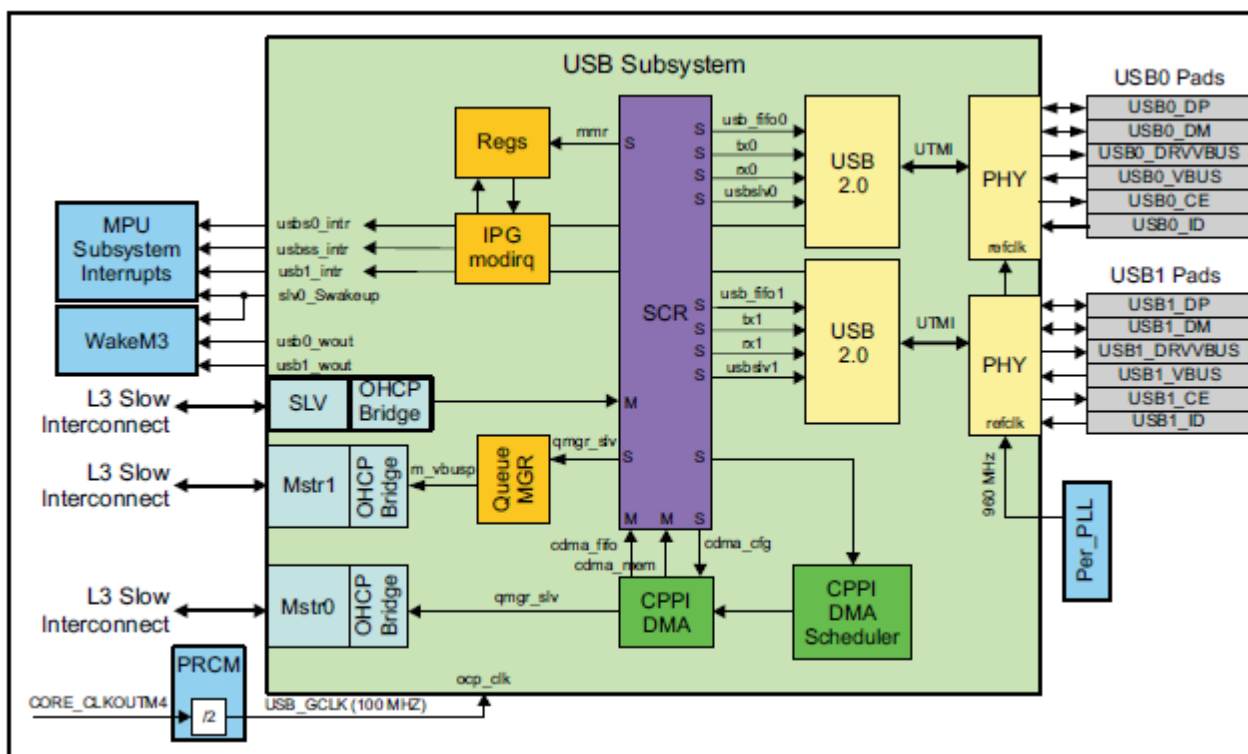 USB Subsystem
USB0 Pads
USB0_DP
USB0_DM
USB0_DRVVBUS
USB0_VBUS
USB0_CE
USB0_ID
Regs
mmr
S
S
usb_fifo0
S
tx0
S
rx0
S
usbslv0
USB
2.0
UTMI
PHY
refclk
MPU
Subsystem
Interrupts
usbs0_intr
usbss_intr
usb1_intr
slv0_Swakeup
IPG
modirq
WakeM3
usb0_wout
usb1_wout
SCR
S
usb_fifo1
S
tx1
S
rx1
S
usbslv1
USB
2.0
UTMI
PHY
refclk
USB1 Pads
USB1_DP
USB1_DM
USB1_DRVVBUS
USB1_VBUS
USB1_CE
USB1_ID
L3 Slow
Interconnect
SLV
OHCP
Bridge
M
L3 Slow
Interconnect
Mstr1
OHCP
Bridge
m_vbusp
Queue
MGR
qmgr_slv
S
S
M
M
S
960 MHz
Per_PLL
cdma_fifo
cdma_mem
cdma_cfg
L3 Slow
Interconnect
Mstr0
OHCP
Bridge
qmgr_slv
CPPI
DMA
CPPI
DMA
Scheduler
PRCM
CORE_CLKOUTM4
/2
USB_GCLK (100 MHZ)
ocp_clk